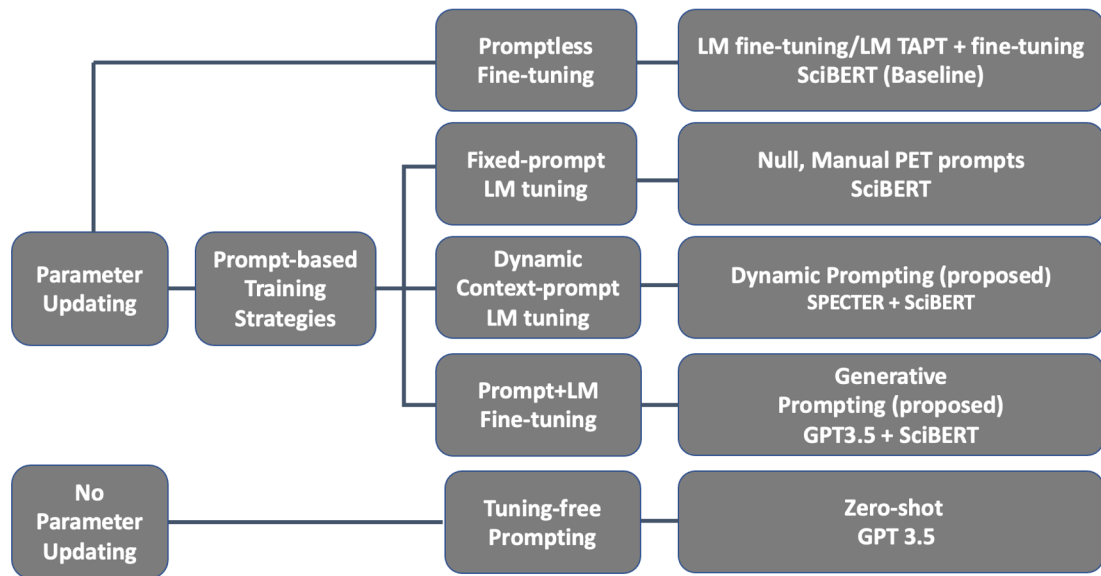 Promptless
Fine-tuning
LM fine-tuning/LM TAPT + fine-tuning
SciBERT (Baseline)
Fixed-prompt
LM tuning
Null, Manual PET prompts
SciBERT
Parameter
Updating
Prompt-based
Training
Strategies
Dynamic
Context-prompt
LM tuning
Dynamic Prompting (proposed)
SPECTER + SciBERT
Prompt+LM
Fine-tuning
Generative
Prompting (proposed)
GPT3.5 + SciBERT
No
Parameter
Updating
Tuning-free
Prompting
Zero-shot
GPT 3.5